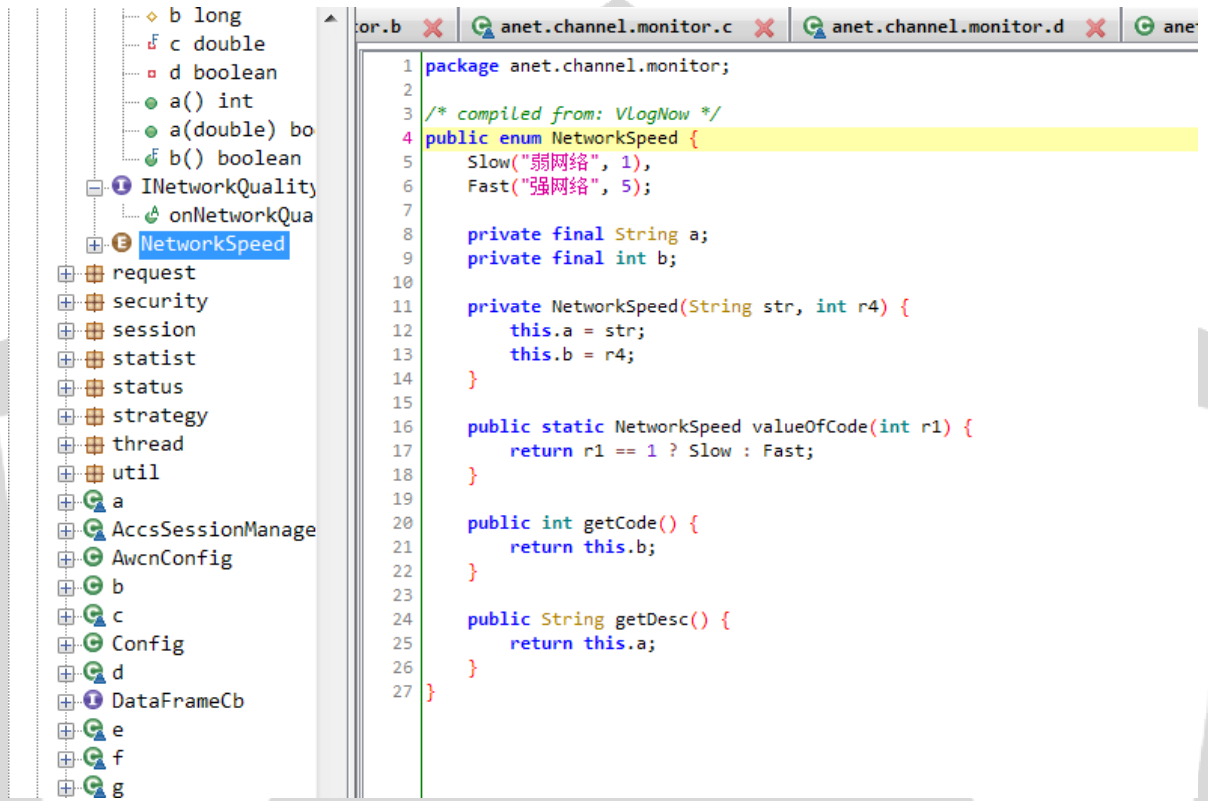 b long
c double
d boolean
a() int
a(double) bo
b() boolean
INetworkQuality
onNetworkQua
NetworkSpeed
request
security
session
statist
status
strategy
thread
util
a
AccsSessionManage
AwcnConfig
b
c
Config
d
DataFrameCb
e
f
g
tor.b anet.channel.monitor.c anet.channel.monitor.d ane
1 package anet.channel.monitor;
2
3 /* compiled from: VlogNow */
4 public enum NetworkSpeed {
5 Slow("弱网络", 1),
6 Fast("强网络", 5);
7
8 private final String a;
9 private final int b;
10
11 private NetworkSpeed(String str, int r4) {
12 this.a = str;
13 this.b = r4;
14 }
15
16 public static NetworkSpeed valueOfCode(int r1) {
17 return r1 == 1 ? Slow : Fast;
18 }
19
20 public int getCode() {
21 return this.b;
22 }
23
24 public String getDesc() {
25 return this.a;
26 }
27 }